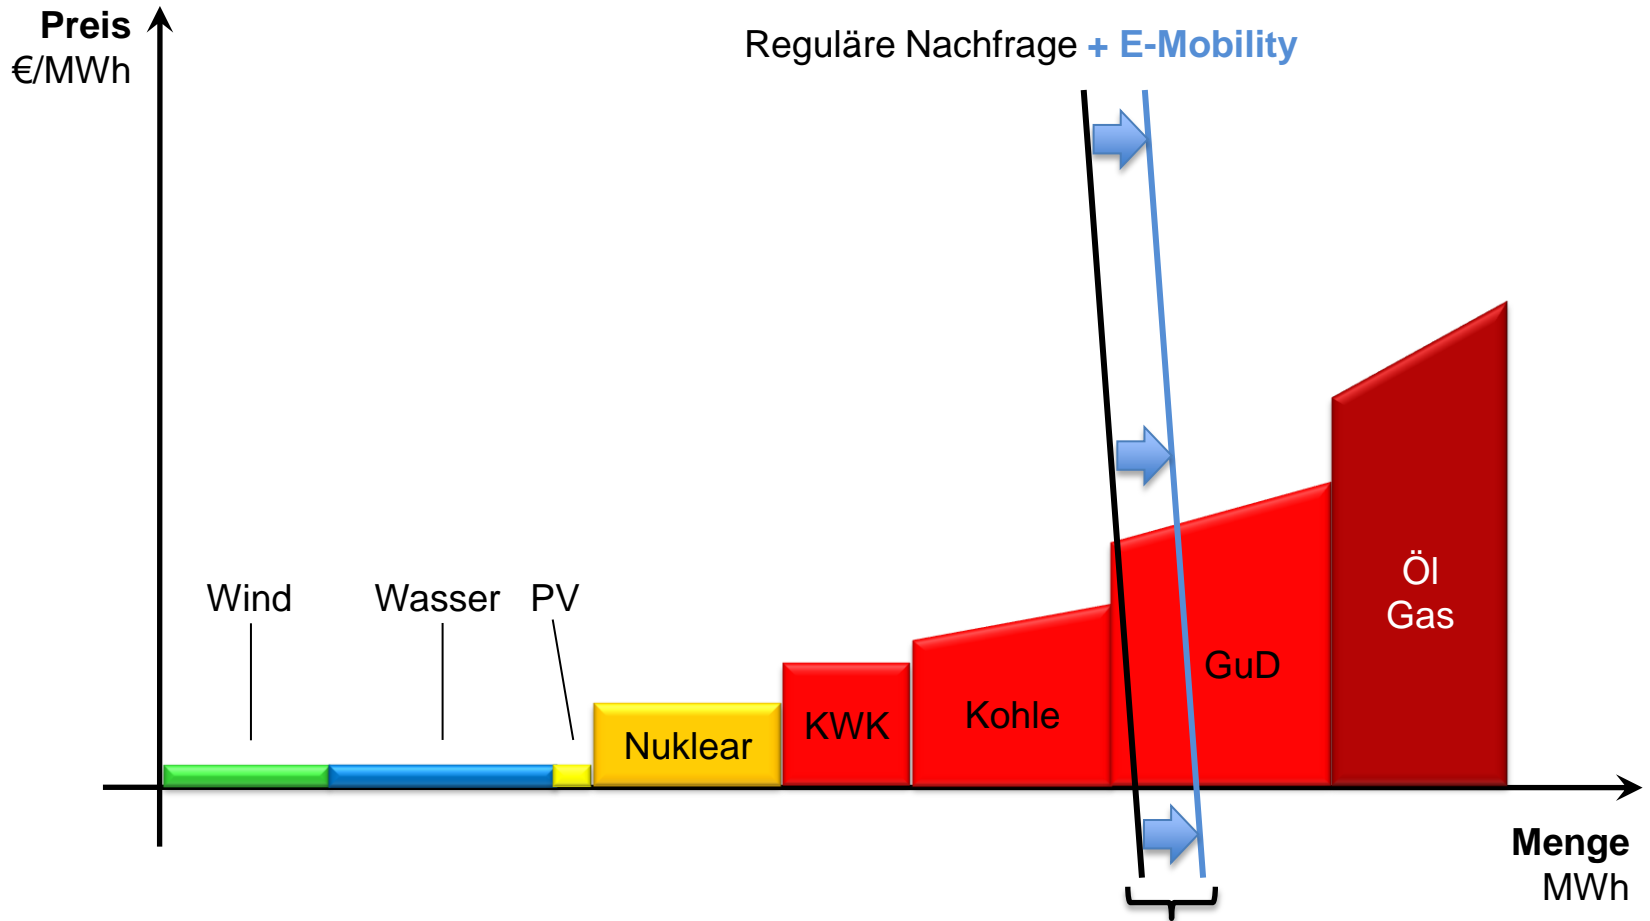 Preis
€/MWh
Reguläre Nachfrage + E-Mobility
Wind
Wasser
PV
Nuklear
KWK
Kohle
GuD
Öl
Gas
Menge
MWh